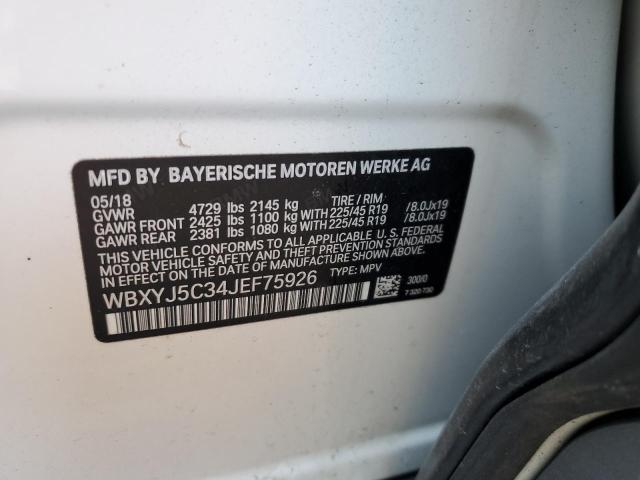 MFD BY BAYERISCHE MOTOREN WERKE AG
05/18 TIRE / RIM
GVWR 4729 lbs 2145 kg
GAWR FRONT 2425 lbs 1100 kg WITH 225/45 R19 /8.0Jx19
GAWR REAR 2381 lbs 1080 kg WITH 225/45 R19 /8.0Jx19
THIS VEHICLE CONFORMS TO ALL APPLICABLE U.S. FEDERAL
MOTOR VEHICLE SAFETY AND THEFT PREVENTION STANDARDS
IN EFFECT ON THE DATE OF MANUFACTURE SHOWN ABOVE.
WBXYJ5C34JEF75926 TYPE: MPV
300/0
7 320 730